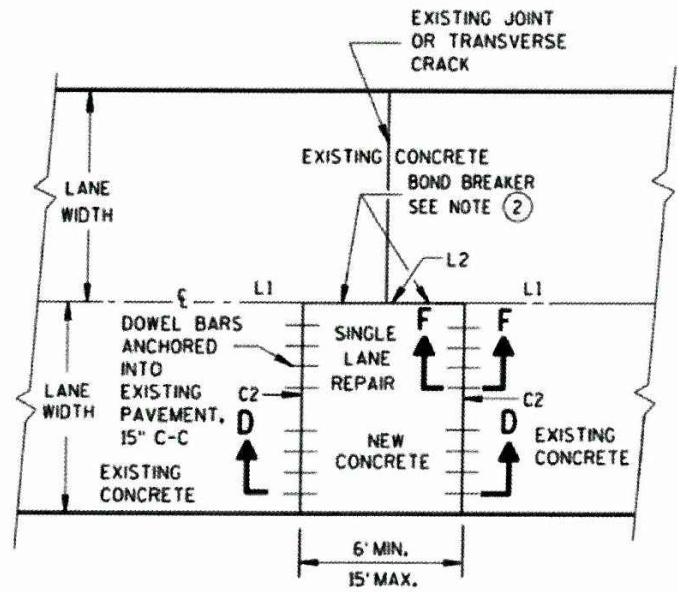 EXISTING JOINT
OR TRANSVERSE
CRACK
EXISTING CONCRETE
BOND BREAKER
SEE NOTE 2
LANE
WIDTH
L2
℄
L1
L1
DOWEL BARS
ANCHORED
INTO
EXISTING
PAVEMENT,
15" C-C
SINGLE
LANE
REPAIR
F
F
LANE
WIDTH
C2
C2
D
D
NEW
CONCRETE
EXISTING
CONCRETE
EXISTING
CONCRETE
6' MIN.
15' MAX.